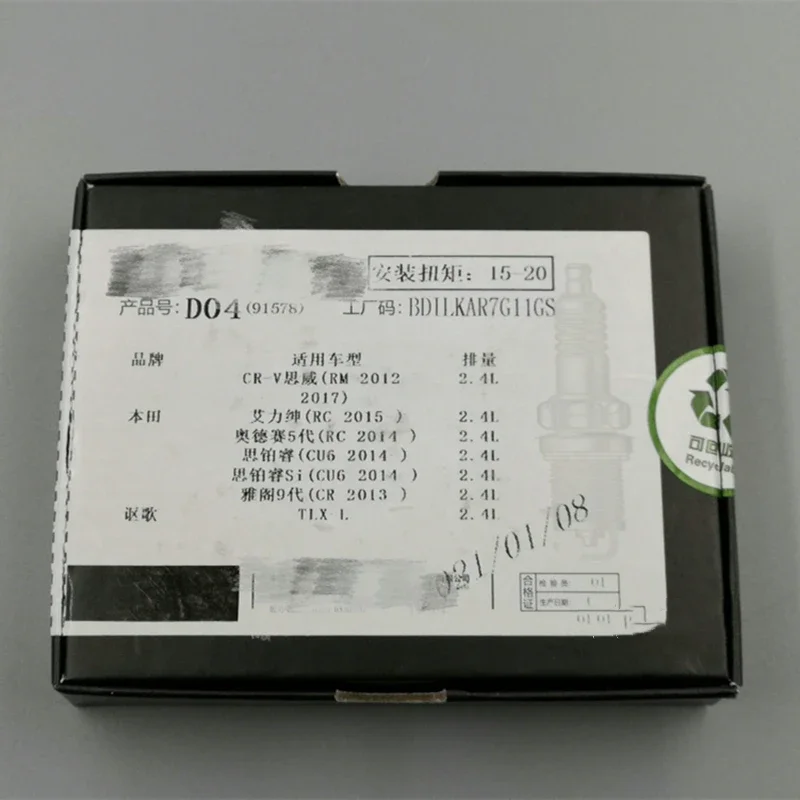 安装扭矩: 15-20
产品号: D04 (91578) 工厂码: BDILKAR7G11GS
品牌 适用车型 排量
CR-V思威(RM 2012 2.4L
2017)
本田 艾力绅(RC 2015 ) 2.4L
奥德赛5代(RC 2014 ) 2.4L
思铂睿(CU6 2014 ) 2.4L
思铂睿Si(CU6 2014 ) 2.4L
雅阁9代(CR 2013 ) 2.4L
讴歌 TLX-L 2.4L
可回收
021/01/08
合格证
检验员: 01
生产日期: